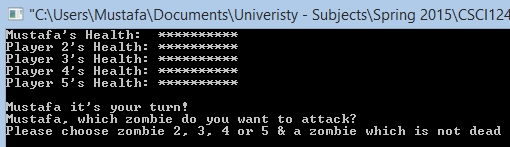 "C:\Users\Mustafa\Documents\Univeristy - Subjects\Spring 2015\CSCI124
Mustafa's Health:  **********
Player 2's Health:  **********
Player 3's Health:  **********
Player 4's Health:  **********
Player 5's Health:  **********
Mustafa it's your turn!
Mustafa, which zombie do you want to attack?
Please choose zombie 2, 3, 4 or 5 & a zombie which is not dead